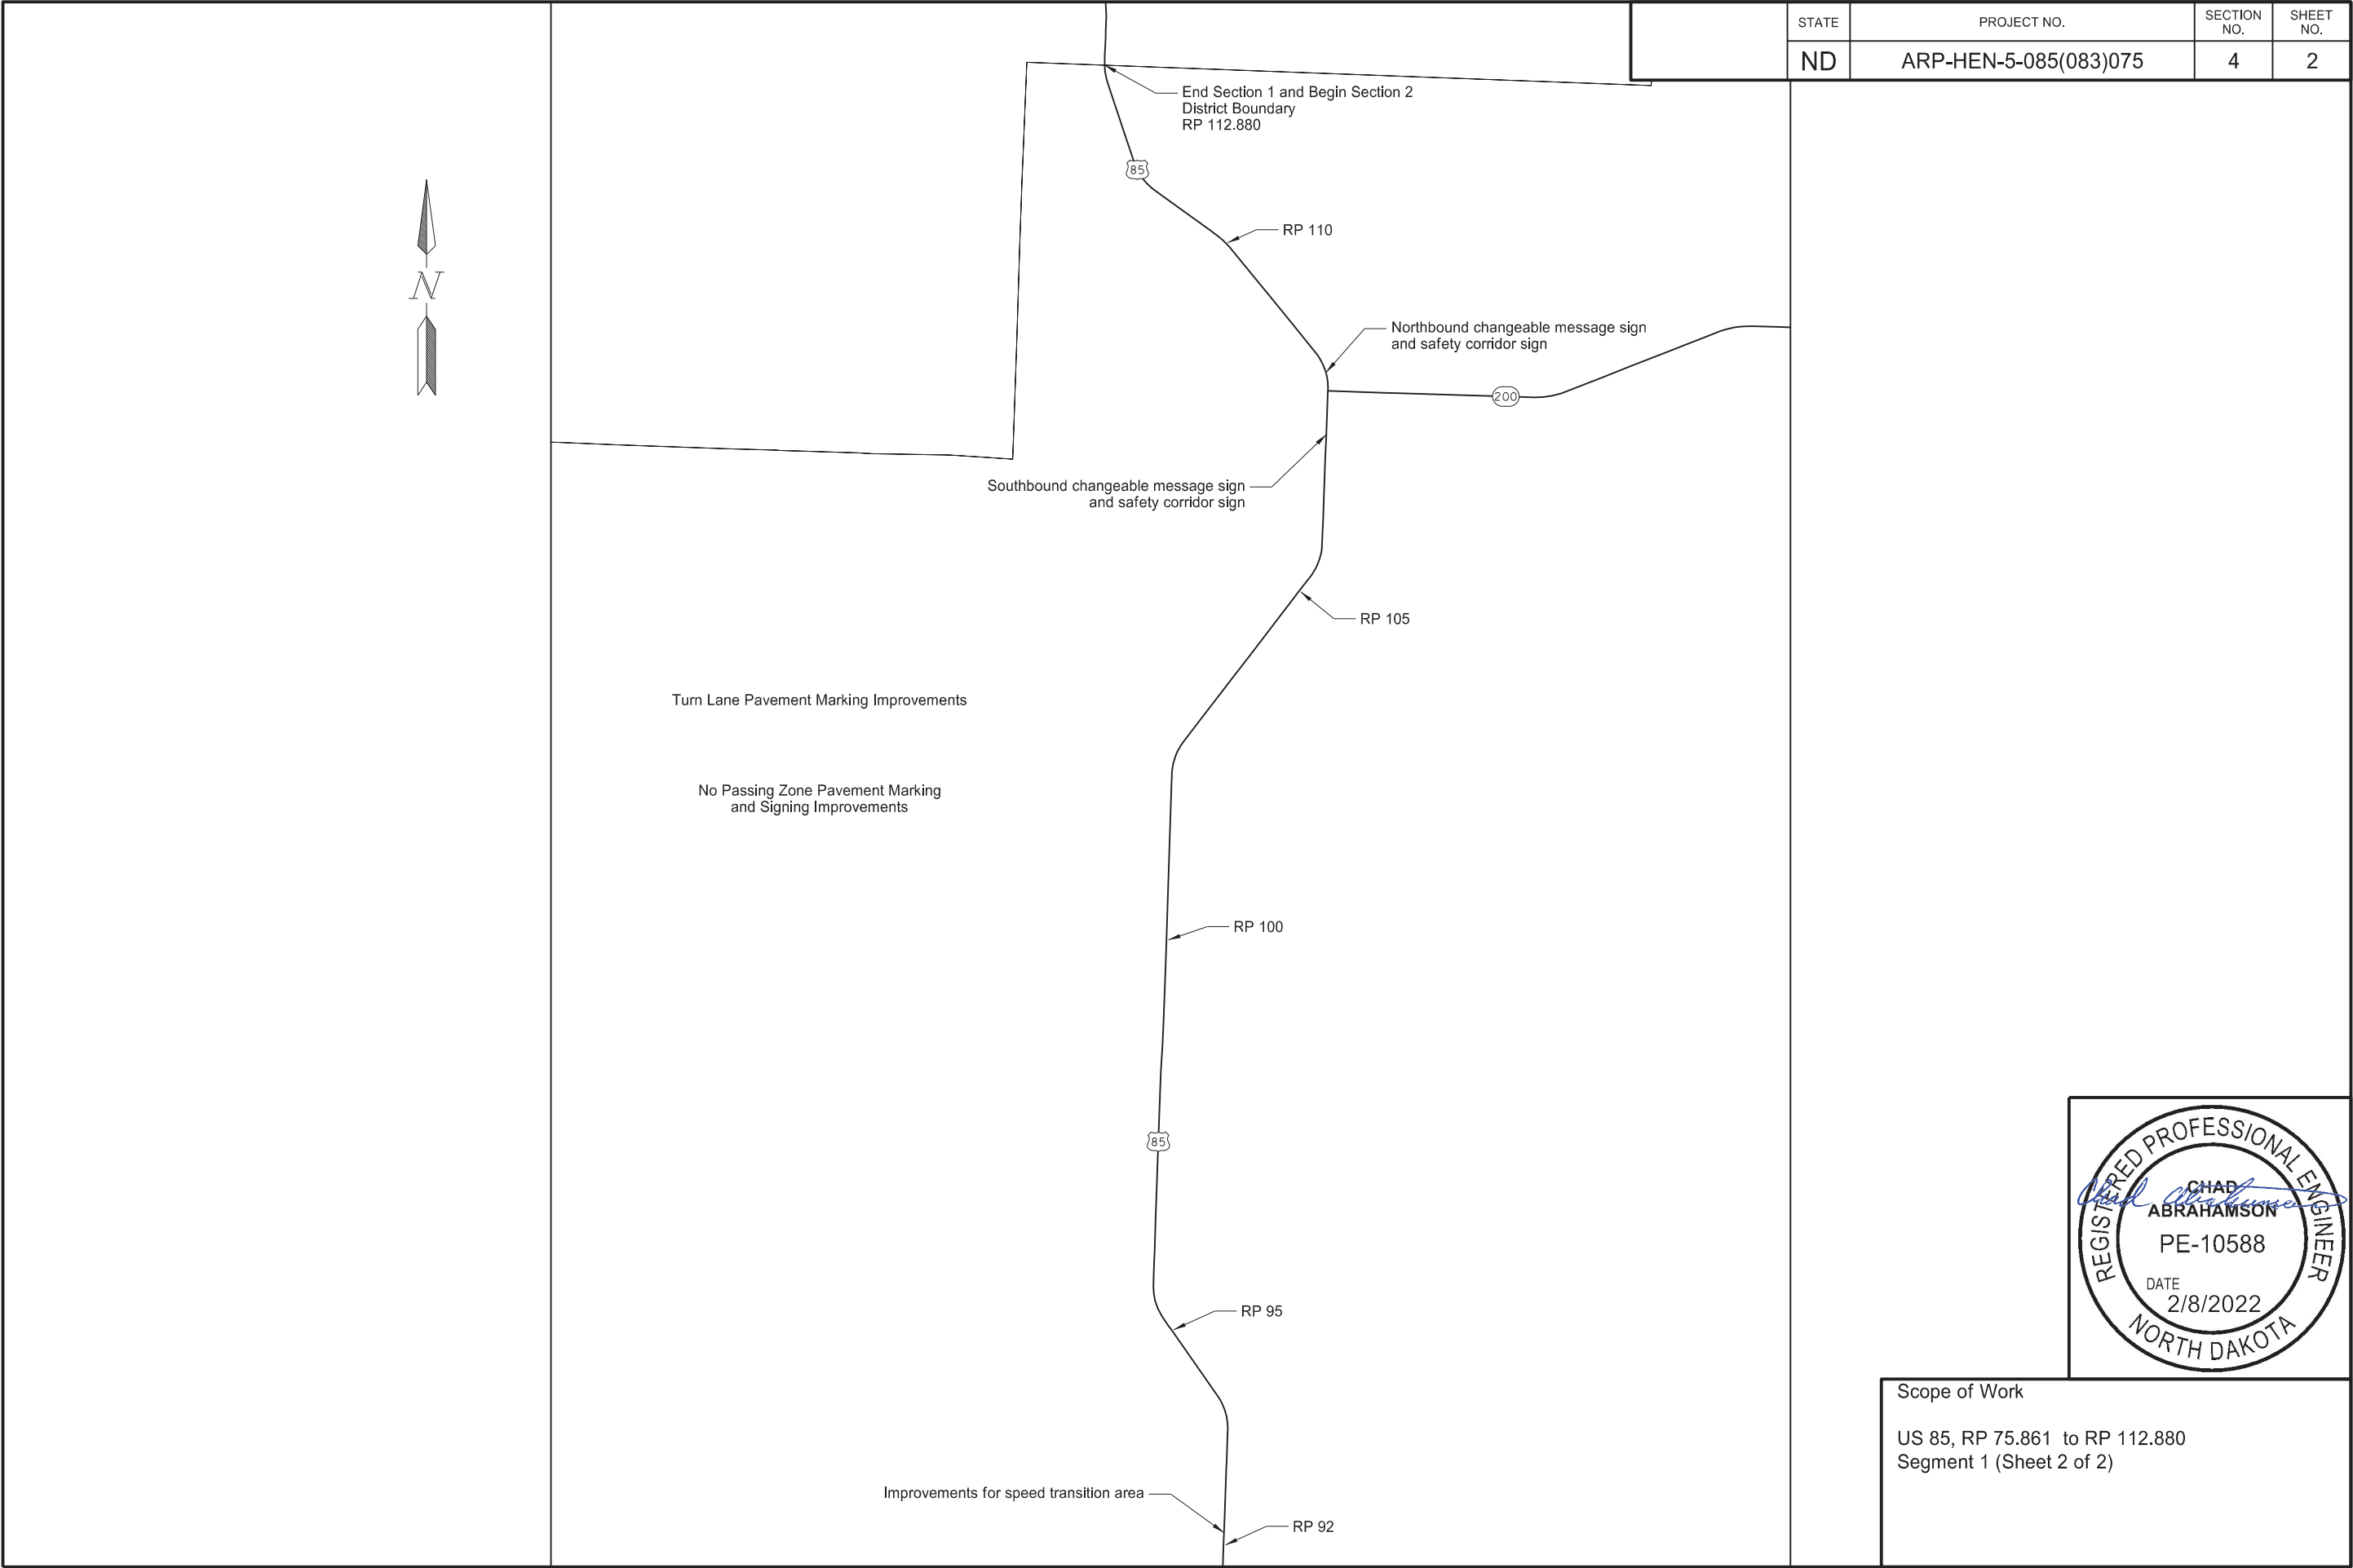 STATE
PROJECT NO.
SECTION
NO.
SHEET
NO.
ND
ARP-HEN-5-085(083)075
4
2
End Section 1 and Begin Section 2
District Boundary
RP 112.880
85
RP 110
N
Northbound changeable message sign
and safety corridor sign
200
Southbound changeable message sign
and safety corridor sign
RP 105
Turn Lane Pavement Marking Improvements
No Passing Zone Pavement Marking
and Signing Improvements
RP 100
85
RP 95
Improvements for speed transition area
RP 92
REGISTERED PROFESSIONAL ENGINEER
Chad Abrahamson
CHAD
ABRAHAMSON
PE-10588
DATE
2/8/2022
NORTH DAKOTA
Scope of Work
US 85, RP 75.861 to RP 112.880
Segment 1 (Sheet 2 of 2)